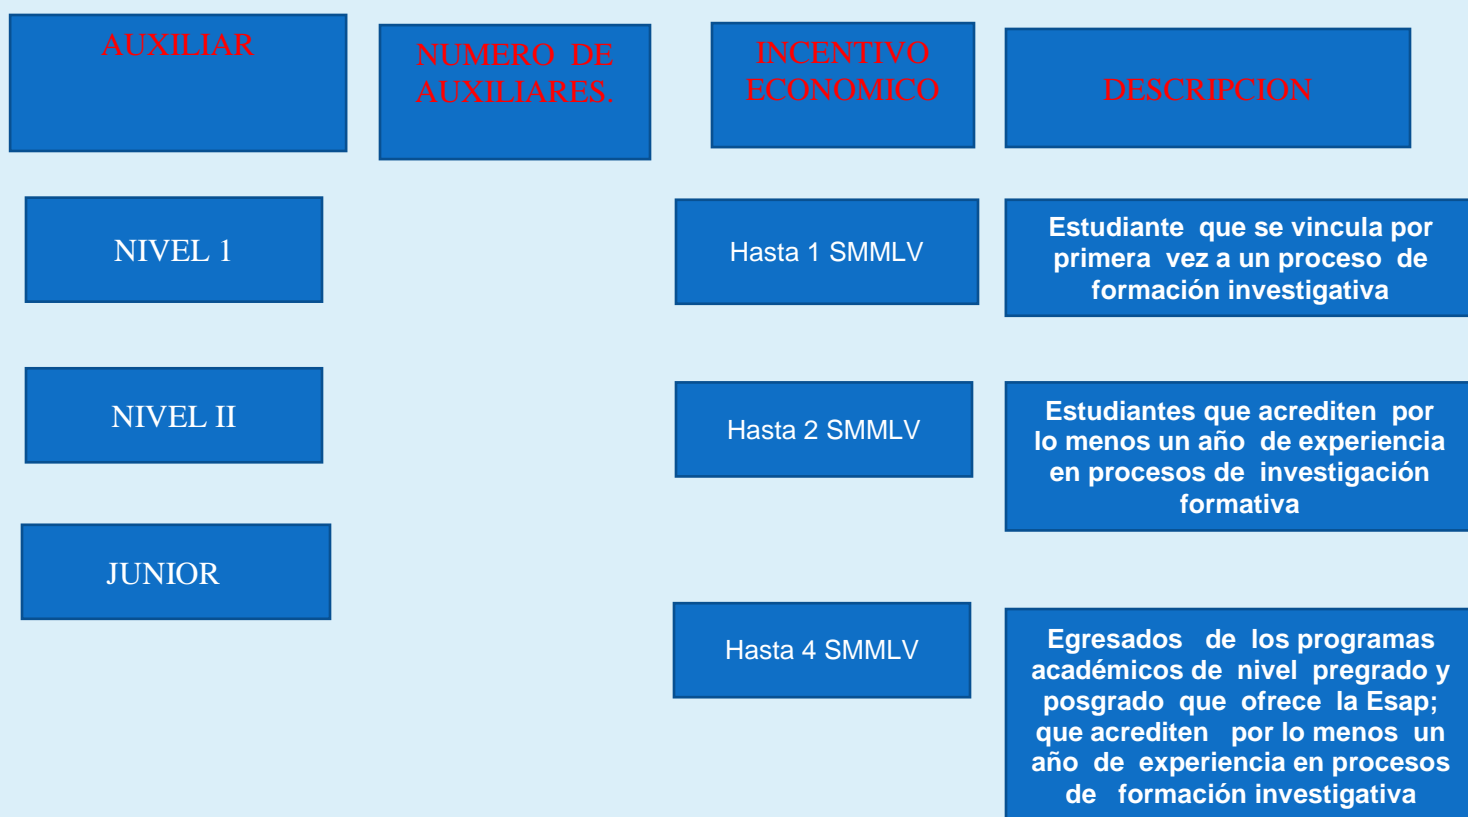 AUXILIAR
NUMERO DE
AUXILIARES.
INCENTIVO
ECONOMICO
DESCRIPCION
NIVEL 1
Hasta 1 SMMLV
Estudiante que se vincula por
primera vez a un proceso de
formación investigativa
NIVEL II
Hasta 2 SMMLV
Estudiantes que acrediten por
lo menos un año de experiencia
en procesos de investigación
formativa
JUNIOR
Hasta 4 SMMLV
Egresados de los programas
académicos de nivel pregrado y
posgrado que ofrece la Esap;
que acrediten por lo menos un
año de experiencia en procesos
de formación investigativa